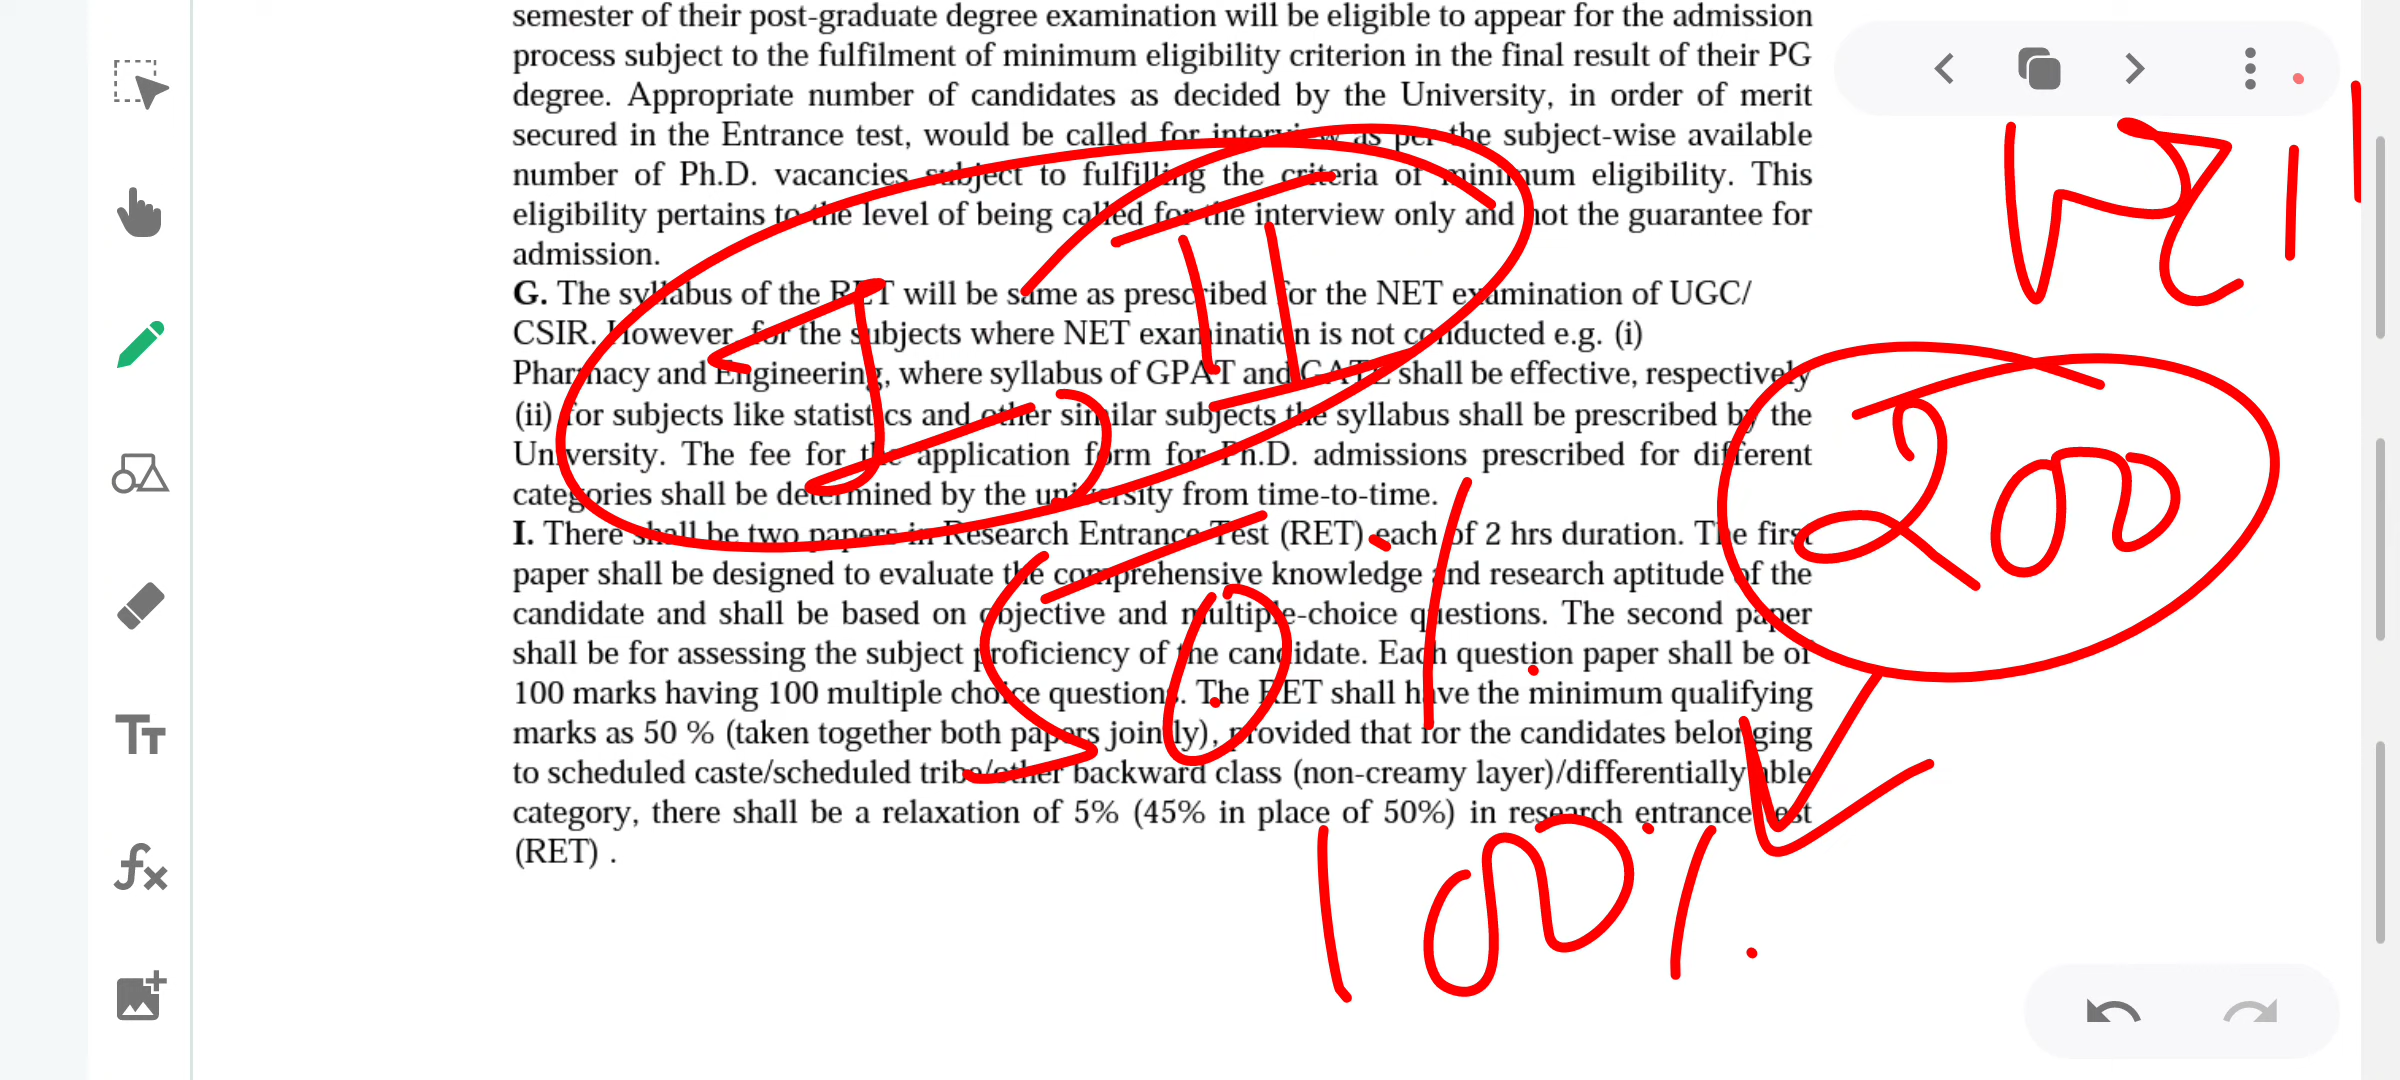 semester of their post-graduate degree examination will be eligible to appear for the admission
process subject to the fulfilment of minimum eligibility criterion in the final result of their PG
degree. Appropriate number of candidates as decided by the University, in order of merit
secured in the Entrance test, would be called for interview as per the subject-wise available
number of Ph.D. vacancies subject to fulfilling the criteria of minimum eligibility. This
eligibility pertains to the level of being called for the interview only and not the guarantee for
admission.
G. The syllabus of the RET will be same as prescribed for the NET examination of UGC/
CSIR. However, for the subjects where NET examination is not conducted e.g. (i)
Pharmacy and Engineering, where syllabus of GPAT and GATE shall be effective, respectively
(ii) for subjects like statistics and other similar subjects the syllabus shall be prescribed by the
University. The fee for the application form for Ph.D. admissions prescribed for different
categories shall be determined by the university from time-to-time.
I. There shall be two papers in Research Entrance Test (RET) each of 2 hrs duration. The first
paper shall be designed to evaluate the comprehensive knowledge and research aptitude of the
candidate and shall be based on objective and multiple-choice questions. The second paper
shall be for assessing the subject proficiency of the candidate. Each question paper shall be of
100 marks having 100 multiple choice questions. The RET shall have the minimum qualifying
marks as 50 % (taken together both papers jointly), provided that for the candidates belonging
to scheduled caste/scheduled tribe/other backward class (non-creamy layer)/differentially able
category, there shall be a relaxation of 5% (45% in place of 50%) in research entrance test
(RET) .
I II
200
50%
100%